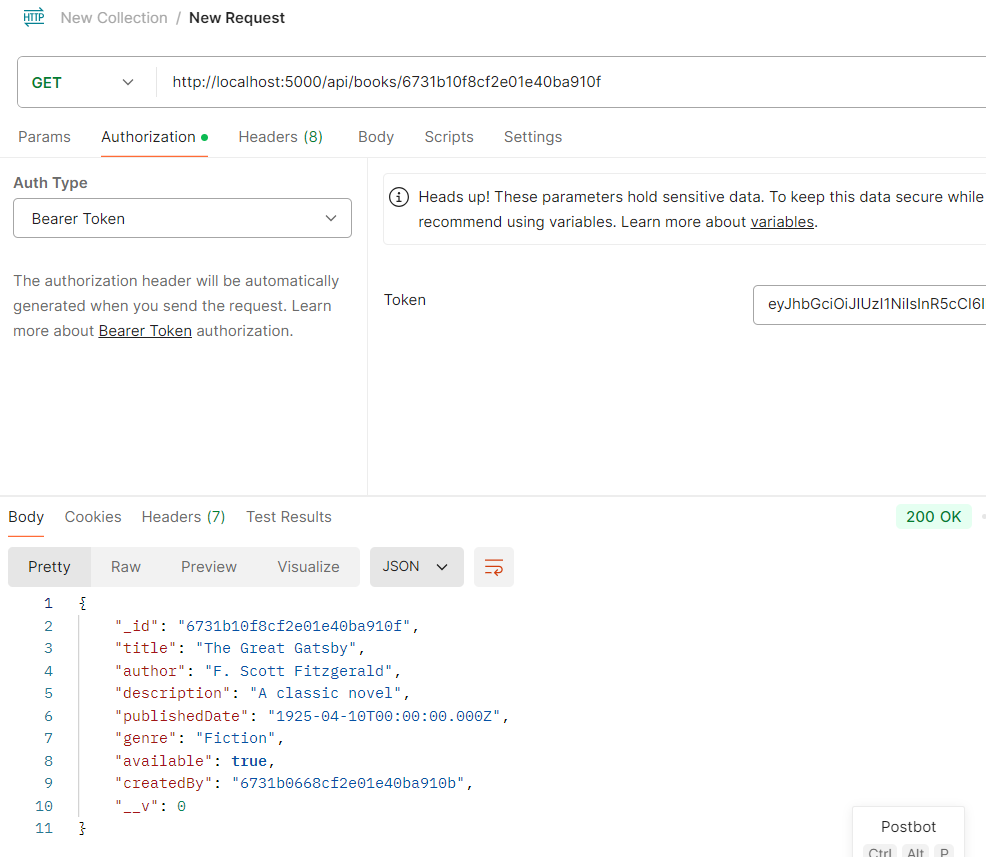 HTTP New Collection / New Request
GET http://localhost:5000/api/books/6731b10f8cf2e01e40ba910f
Params Authorization Headers (8) Body Scripts Settings
Auth Type
Bearer Token
The authorization header will be automatically
generated when you send the request. Learn
more about Bearer Token authorization.
Heads up! These parameters hold sensitive data. To keep this data secure while
recommend using variables. Learn more about variables.
Token
eyJhbGciOiJIUzI1NiIsInR5cCI6I
Body Cookies Headers (7) Test Results 200 OK
Pretty Raw Preview Visualize JSON
1 {
2 "_id": "6731b10f8cf2e01e40ba910f",
3 "title": "The Great Gatsby",
4 "author": "F. Scott Fitzgerald",
5 "description": "A classic novel",
6 "publishedDate": "1925-04-10T00:00:00.000Z",
7 "genre": "Fiction",
8 "available": true,
9 "createdBy": "6731b0668cf2e01e40ba910b",
10 "__v": 0
11 }
Postbot
Ctrl Alt P